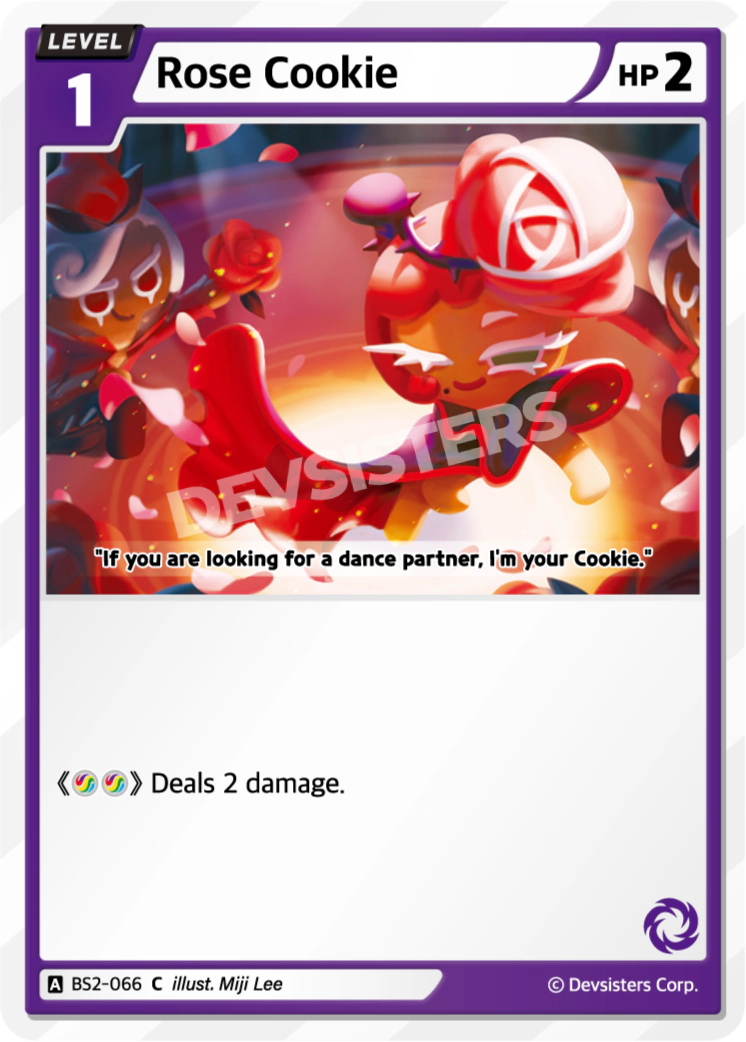 LEVEL
1
Rose Cookie
HP 2
DEVSISTERS
"If you are looking for a dance partner, I'm your Cookie."
《》 Deals 2 damage.
A BS2-066 C illust. Miji Lee
© Devsisters Corp.